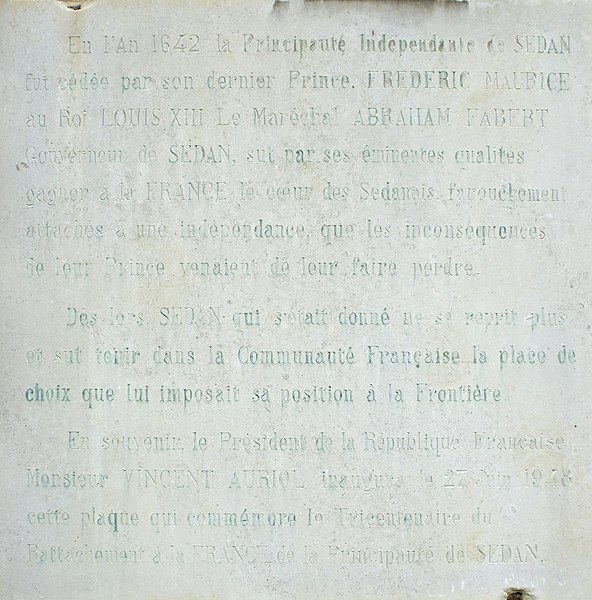 En l'An 1642 la Principauté Indépendante de SEDAN
fut cédée par son dernier Prince, FREDERIC MAURICE
au Roi LOUIS XIII. Le Maréchal ABRAHAM FABERT
Gouverneur de SEDAN, sut par ses éminentes qualités
gagner à la FRANCE le cœur des Sedanais, farouchement
attachés à une indépendance, que les inconséquences
de leur Prince venaient de leur faire perdre.
Dès lors, SEDAN qui s'était donné ne se reprit plus
et sut tenir dans la Communauté Française la place de
choix que lui imposait sa position à la Frontière.
En souvenir, le Président de la République Française
Monsieur VINCENT AURIOL inaugura le 27 Juin 1948
cette plaque qui commémore le Tricentenaire du
Rattachement à la FRANCE de la Principauté de SEDAN.